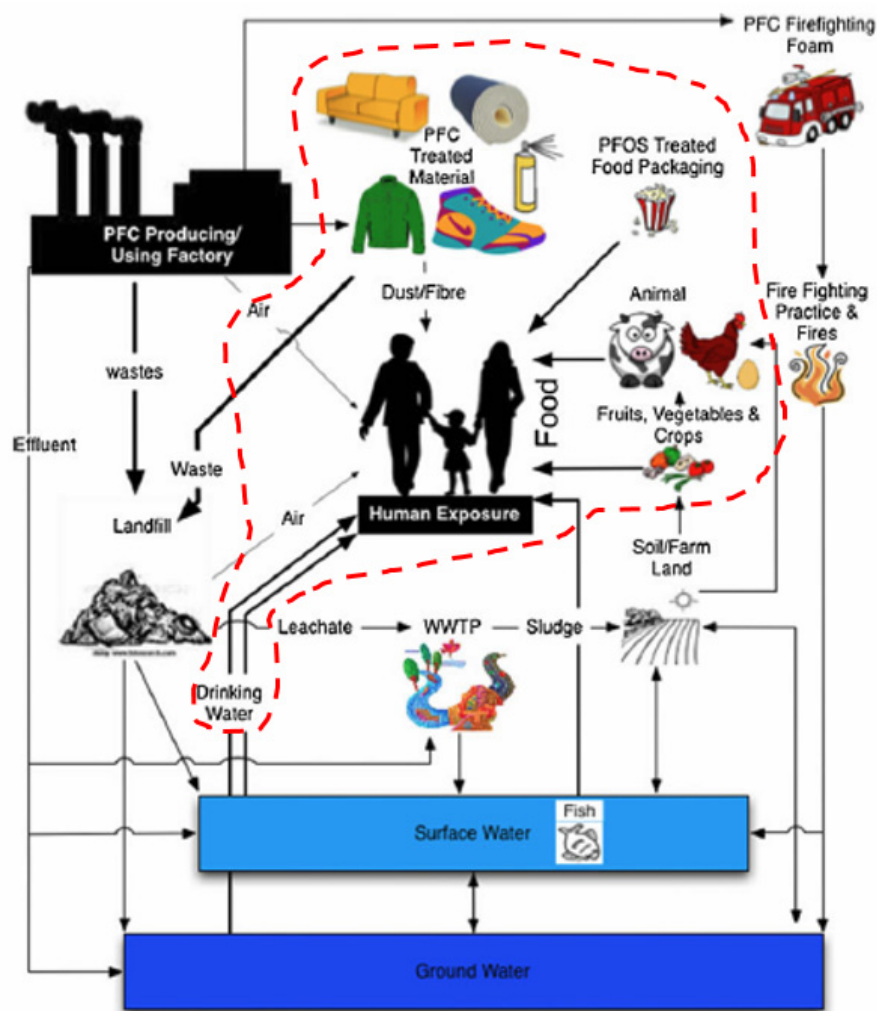 PFC Firefighting
Foam
PFC
Treated
Material
PFOS Treated
Food Packaging
PFC Producing/
Using Factory
Air
Dust/Fibre
Animal
Fire Fighting
Practice &
Fires
wastes
Food
Fruits, Vegetables &
Crops
Effluent
Waste
Landfill
Air
Human Exposure
Soil/Farm
Land
Leachate
WWTP
Sludge
Drinking
Water
Fish
Surface Water
Ground Water